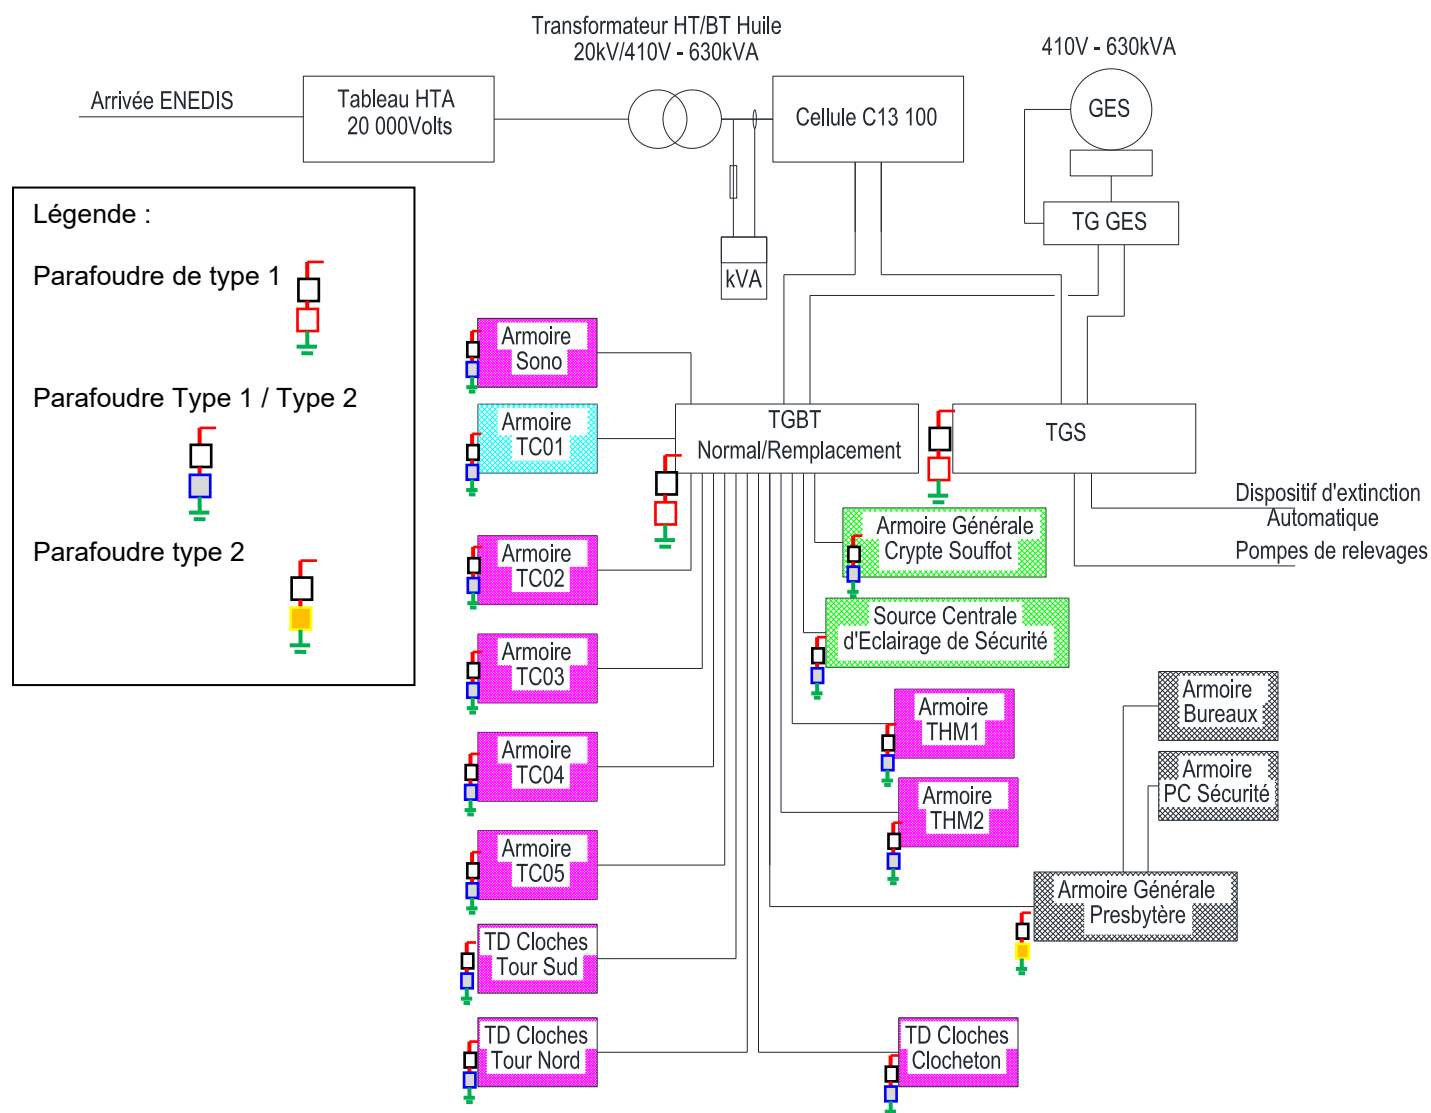 Transformateur HT/BT Huile
20kV/410V - 630kVA
410V - 630kVA
Arrivée ENEDIS
Tableau HTA
20 000Volts
Cellule C13 100
GES
TG GES
kVA
Légende :
Parafoudre de type 1
Parafoudre Type 1 / Type 2
Parafoudre type 2
Armoire
Sono
Armoire
TC01
TGBT
Normal/Remplacement
TGS
Dispositif d'extinction
Automatique
Pompes de relevages
Armoire Générale
Crypte Souffot
Armoire
TC02
Source Centrale
d'Eclairage de Sécurité
Armoire
TC03
Armoire
THM1
Armoire
Bureaux
Armoire
TC04
Armoire
PC Sécurité
Armoire
THM2
Armoire
TC05
Armoire Générale
Presbytère
TD Cloches
Tour Sud
TD Cloches
Tour Nord
TD Cloches
Clocheton